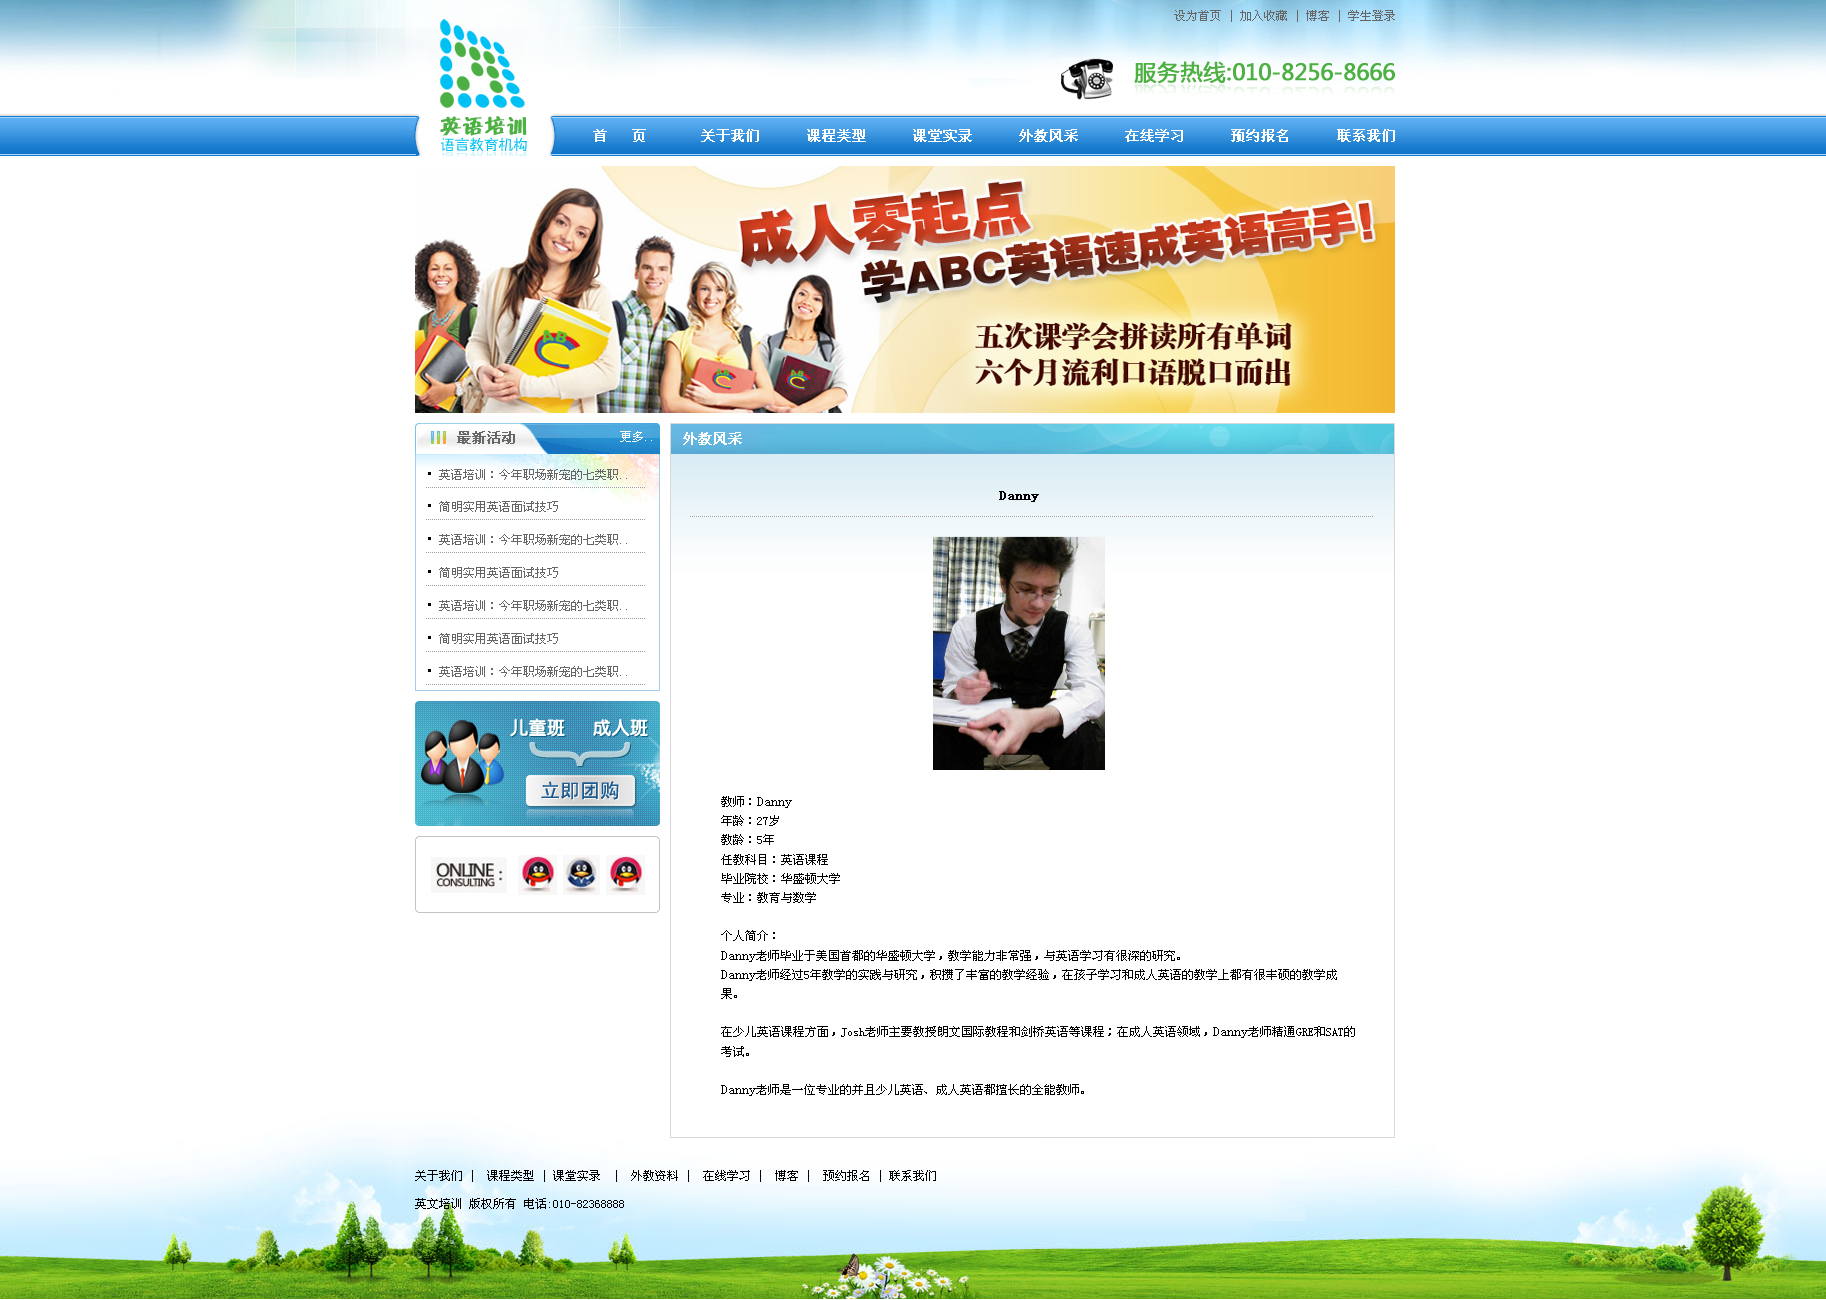 设为首页 | 加入收藏 | 博客 | 学生登录
服务热线:010-8256-8666
英语培训
语言教育机构
首 页 关于我们 课程类型 课堂实录 外教风采 在线学习 预约报名 联系我们
成人零起点
学ABC英语速成英语高手!
五次课学会拼读所有单词
六个月流利口语脱口而出
ABC
ABC
ABC
最新活动 更多..
英语培训：今年职场新宠的七类职..
简明实用英语面试技巧
英语培训：今年职场新宠的七类职..
简明实用英语面试技巧
英语培训：今年职场新宠的七类职..
简明实用英语面试技巧
英语培训：今年职场新宠的七类职..
儿童班 成人班
立即团购
ONLINE
CONSULTING :
外教风采
Danny
教师：Danny
年龄：27岁
教龄：5年
任教科目：英语课程
毕业院校：华盛顿大学
专业：教育与数学
个人简介：
Danny老师毕业于美国首都的华盛顿大学，教学能力非常强，与英语学习有很深的研究。
Danny老师经过5年教学的实践与研究，积攒了丰富的教学经验，在孩子学习和成人英语的教学上都有很丰硕的教学成
果。
在少儿英语课程方面，Josh老师主要教授朗文国际教程和剑桥英语等课程；在成人英语领域，Danny老师精通GRE和SAT的
考试。
Danny老师是一位专业的并且少儿英语、成人英语都擅长的全能教师。
关于我们 | 课程类型 | 课堂实录 | 外教资料 | 在线学习 | 博客 | 预约报名 | 联系我们
英文培训 版权所有 电话:010-82368888